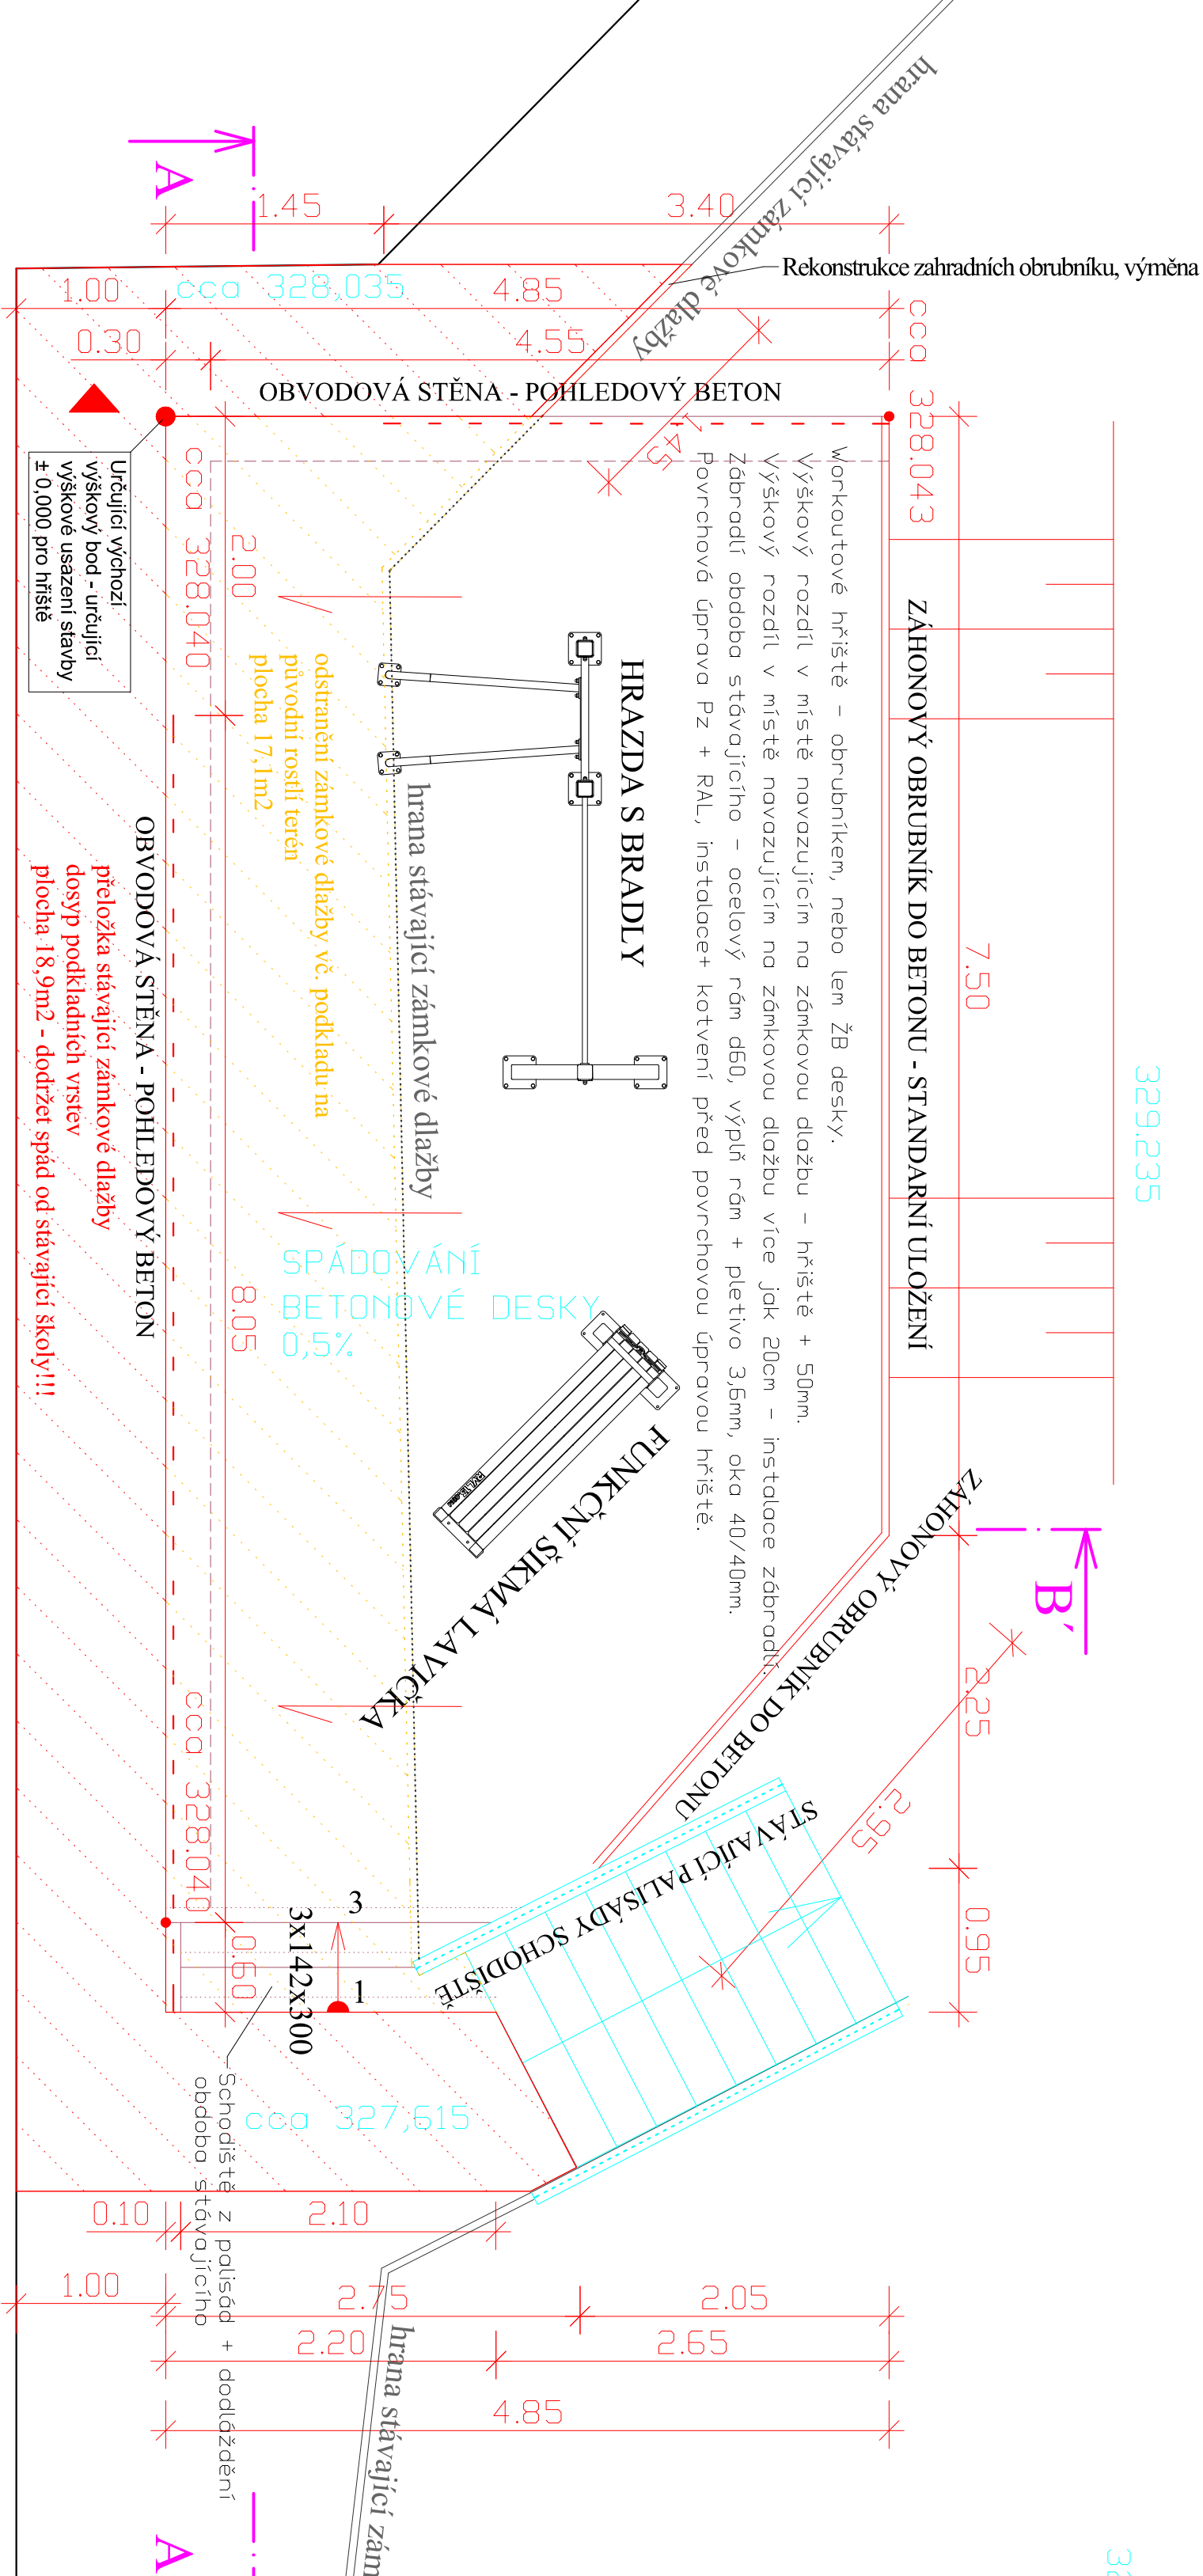 hrana stávající zámkové dlažby
A
1.45
3.40
Rekonstrukce zahradních obrubníku, výměna
1.00
cca 328,035
4.85
cca 328.043
0.30
4.55
OBVODOVÁ STĚNA - POHLEDOVÝ BETON
1.45
Určující výchozí
výškový bod - určující
výškové usazení stavby
± 0,000 pro hřiště
cca 328.040
2.00
Workoutové hřiště - obrubníkem, nebo lem ŽB desky.
Výškový rozdíl v místě navazujícím na zámkovou dlažbu - hřiště + 50mm.
Výškový rozdíl v místě navazujícím na zámkovou dlažbu více jak 20cm - instalace zábradlí.
Zábradlí obdoba stávajícího - ocelový rám d60, výplň rám + pletivo 3,6mm, oka 40/40mm.
Povrchová úprava Pz + RAL, instalace+ kotvení před povrchovou úpravou hřiště.
ZÁHONOVÝ OBRUBNÍK DO BETONU - STANDARNÍ ULOŽENÍ
7.50
329.235
HRAZDA S BRADLY
odstranění zámkové dlažby vč. podkladu na
původní rostlí terén
plocha 17,1m2
hrana stávající zámkové dlažby
OBVODOVÁ STĚNA - POHLEDOVÝ BETON
přeložka stávající zámkové dlažby
dosyp podkladních vrstev
plocha 18,9m2 - dodržet spád od stávající školy!!!
8.05
SPÁDOVÁNÍ
BETONOVÉ DESKY
0,5%
FUNKČNÍ ŠIKMÁ LAVIČKA
ZÁHONOVÝ OBRUBNÍK DO BETONU
B´
2.25
2.95
0.95
STÁVAJÍCÍ PALISÁDY SCHODIŠTĚ
cca 328.040
0.60
3
1
3x142x300
Schodiště z palisád + dodláždění
obdoba stávajícího
cca 327,615
0.10
2.10
1.00
2.75
2.05
2.20
2.65
4.85
hrana stávající zám
A